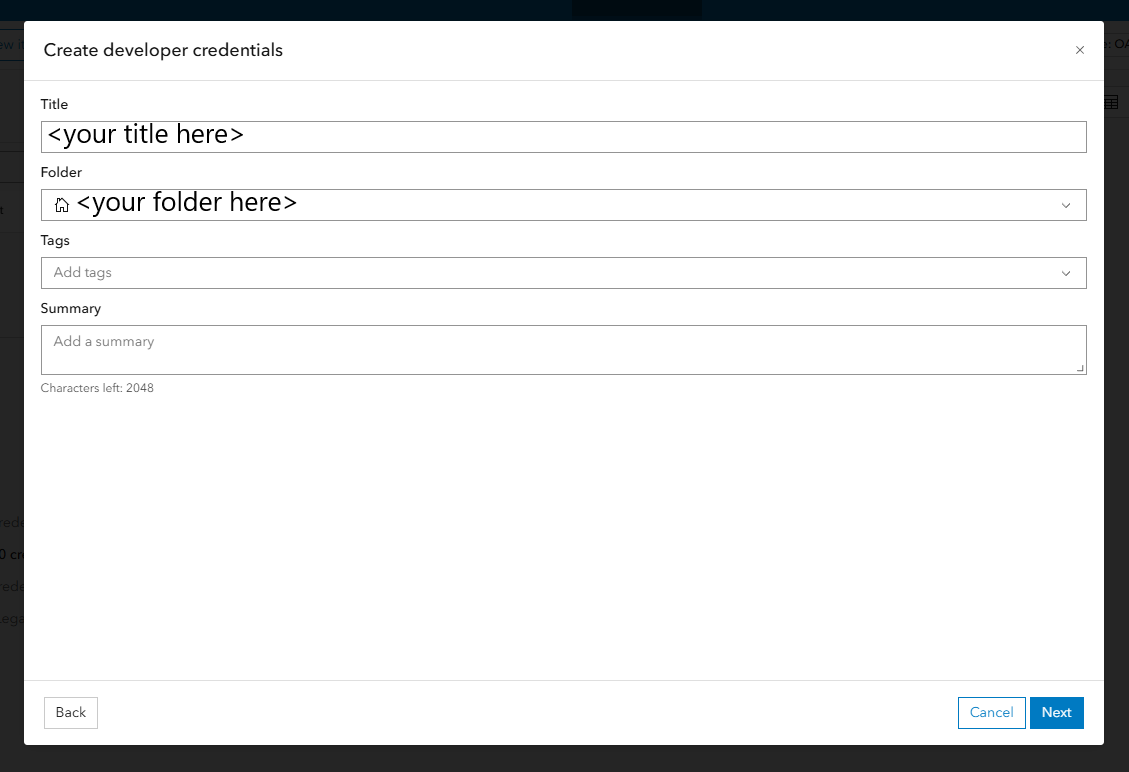 Create developer credentials
Title
<your title here>
Folder
<your folder here>
Tags
Add tags
Summary
Add a summary
Characters left: 2048
Back
Cancel
Next